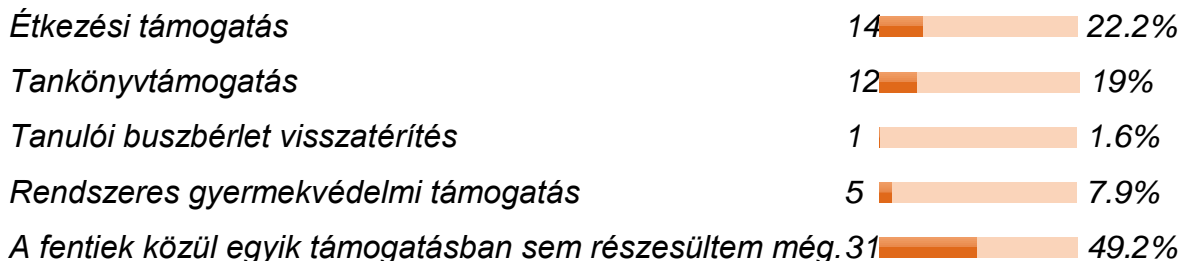 Étkezési támogatás 14 22.2%
Tankönyvtámogatás 12 19%
Tanulói buszbérlet visszatérítés 1 1.6%
Rendszeres gyermekvédelmi támogatás 5 7.9%
A fentiek közül egyik támogatásban sem részesültem még. 31 49.2%